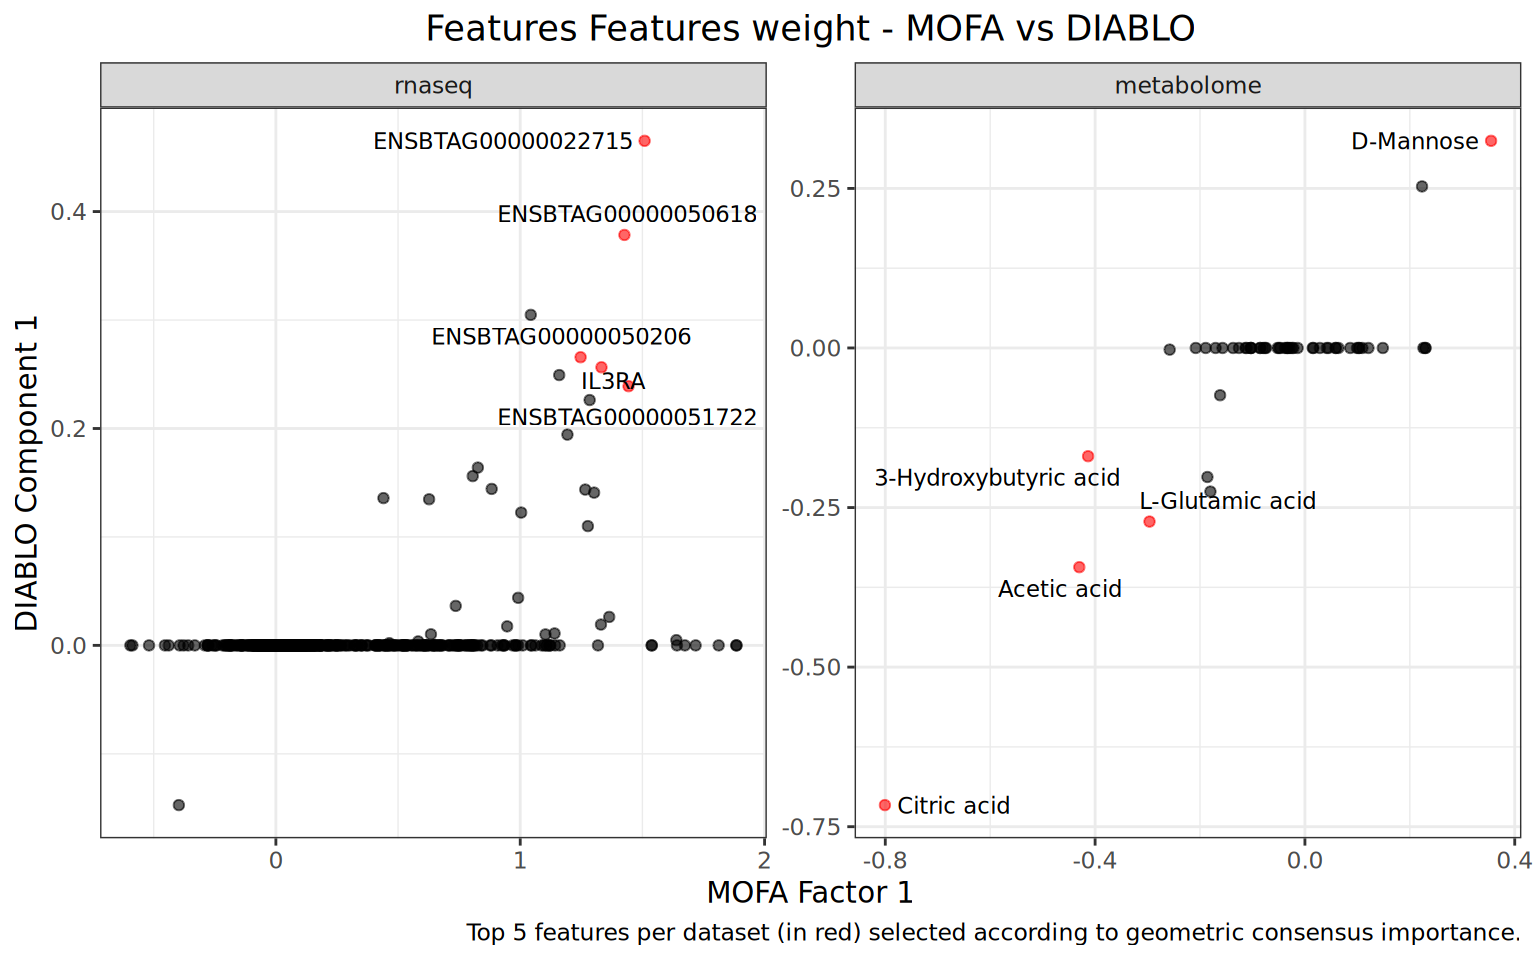 Features Features weight - MOFA vs DIABLO
rnaseq
metabolome
DIABLO Component 1
0.4
0.2
0.0
ENSBTAG00000022715
ENSBTAG00000050618
ENSBTAG00000050206
IL3RA
ENSBTAG00000051722
0
1
2
0.25
0.00
-0.25
-0.50
-0.75
D-Mannose
3-Hydroxybutyric acid
L-Glutamic acid
Acetic acid
Citric acid
-0.8
-0.4
0.0
0.4
MOFA Factor 1
Top 5 features per dataset (in red) selected according to geometric consensus importance.